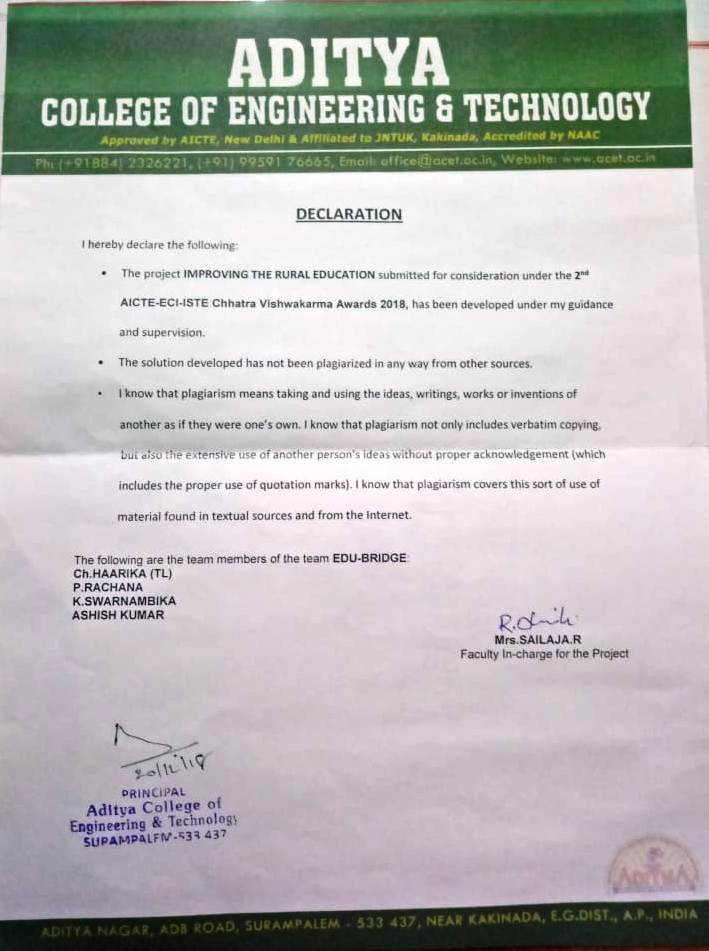 ADITYA
COLLEGE OF ENGINEERING & TECHNOLOGY
Approved by AICTE, New Delhi & Affiliated to JNTUK, Kakinada, Accredited by NAAC
Ph: (+91884) 2326221, (+91) 99591 76665, Email: office@acet.ac.in, Website: www.acet.ac.in
DECLARATION
I hereby declare the following:
• The project IMPROVING THE RURAL EDUCATION submitted for consideration under the 2nd
AICTE-ECI-ISTE Chhatra Vishwakarma Awards 2018, has been developed under my guidance
and supervision.
• The solution developed has not been plagiarized in any way from other sources.
• I know that plagiarism means taking and using the ideas, writings, works or inventions of
another as if they were one's own. I know that plagiarism not only includes verbatim copying,
but also the extensive use of another person's ideas without proper acknowledgement (which
includes the proper use of quotation marks). I know that plagiarism covers this sort of use of
material found in textual sources and from the Internet.
The following are the team members of the team EDU-BRIDGE:
Ch.HAARIKA (TL)
P.RACHANA
K.SWARNAMBIKA
ASHISH KUMAR
Mrs.SAILAJA.R
Faculty In-charge for the Project
20/12/18
PRINCIPAL
Aditya College of
Engineering & Technology
SURAMPALEM-533 437
ADITYA
ADITYA NAGAR, ADB ROAD, SURAMPALEM - 533 437, NEAR KAKINADA, E.G.DIST., A.P., INDIA